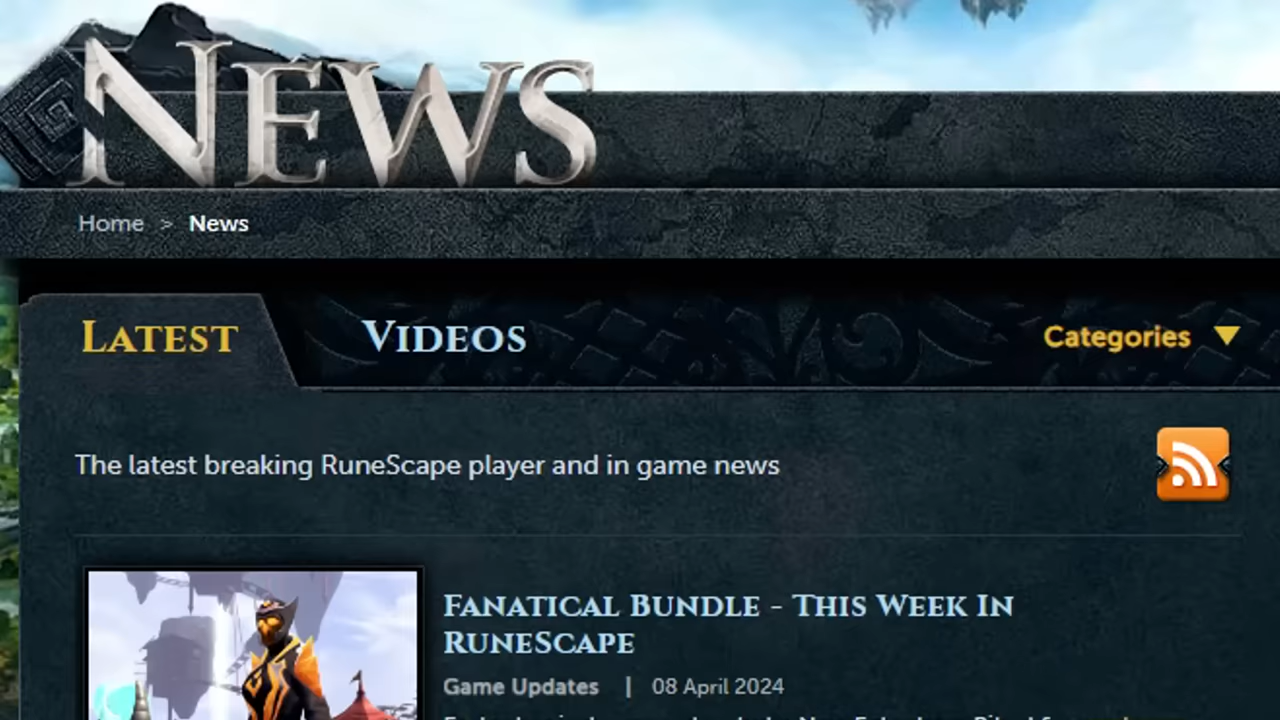 News
Home > News
Latest Videos Categories
The latest breaking RuneScape player and in game news
Fanatical Bundle - This Week In
RuneScape
Game Updates | 08 April 2024